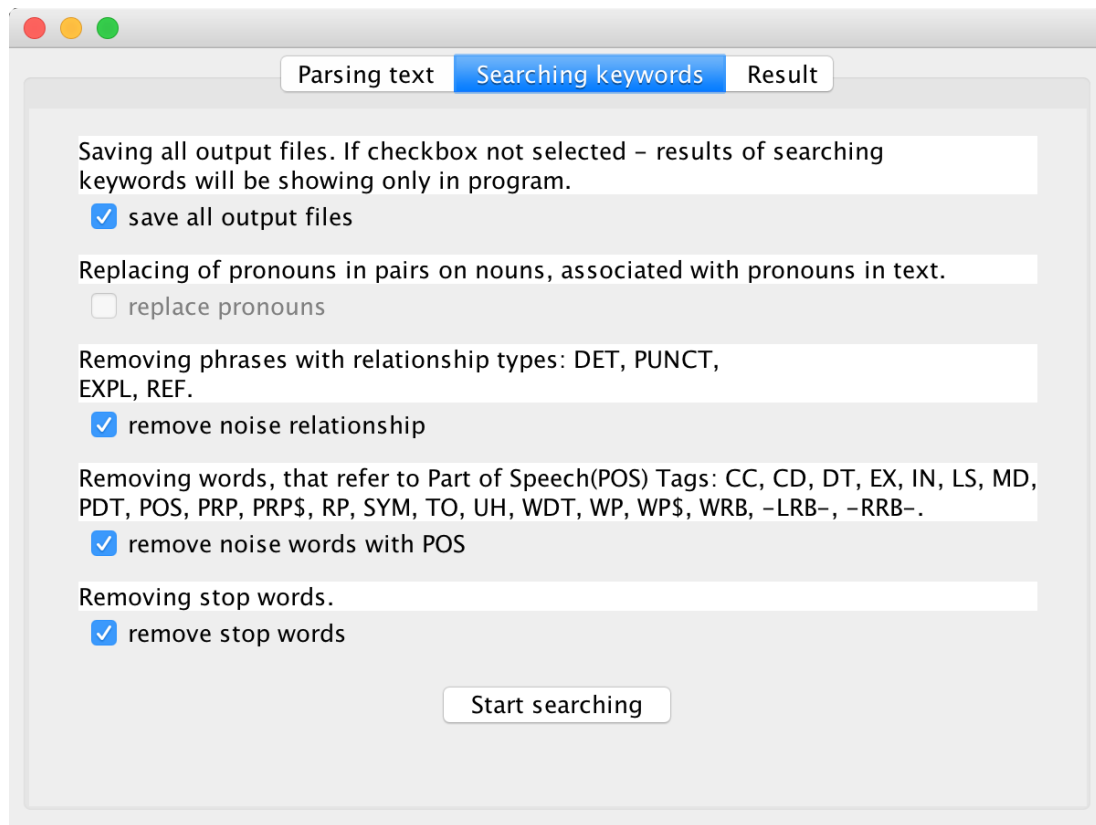 Parsing text Searching keywords Result
Saving all output files. If checkbox not selected – results of searching
keywords will be showing only in program.
save all output files
Replacing of pronouns in pairs on nouns, associated with pronouns in text.
replace pronouns
Removing phrases with relationship types: DET, PUNCT,
EXPL, REF.
remove noise relationship
Removing words, that refer to Part of Speech(POS) Tags: CC, CD, DT, EX, IN, LS, MD,
PDT, POS, PRP, PRP$, RP, SYM, TO, UH, WDT, WP, WP$, WRB, -LRB-, -RRB-.
remove noise words with POS
Removing stop words.
remove stop words
Start searching